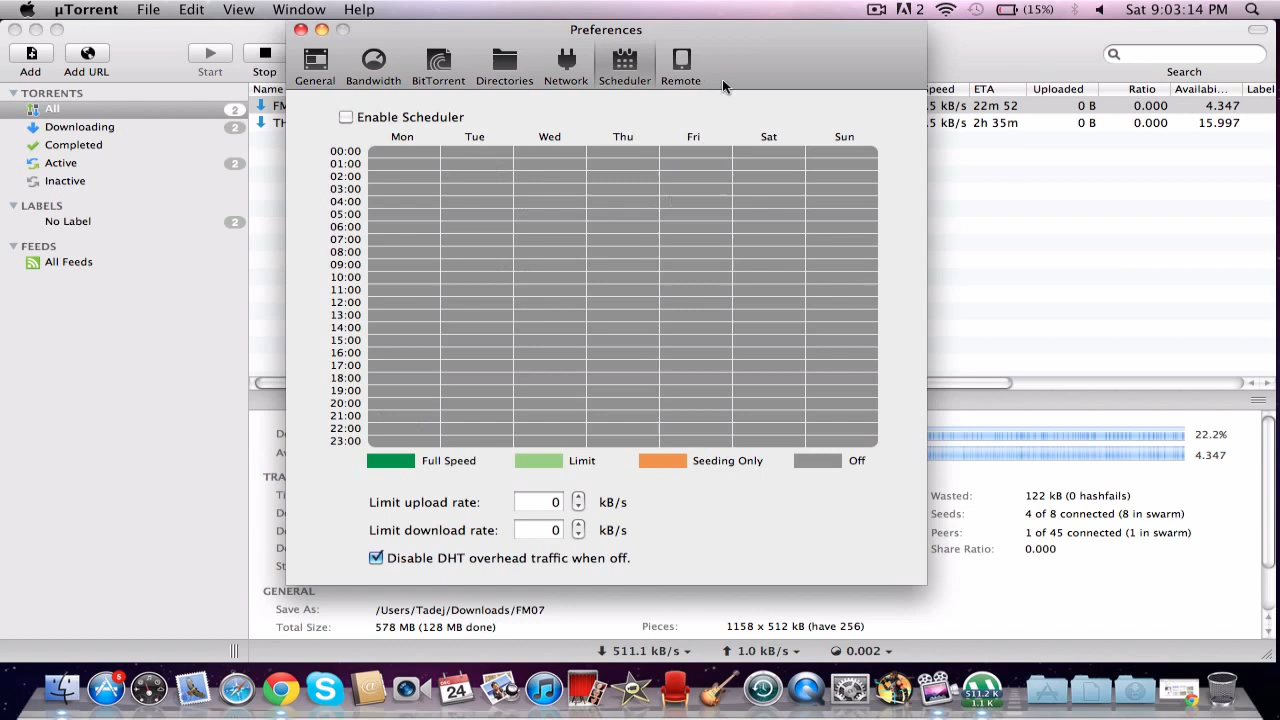 µTorrent File Edit View Window Help A 2 (15%) Sat 9:03:14 PM
Preferences
Add Add URL Start Stop
General Bandwidth BitTorrent Directories Network Scheduler Remote
Search
TORRENTS
All 2
Downloading 2
Completed
Active 2
Inactive
LABELS
No Label 2
FEEDS
All Feeds
Name ETA Uploaded Ratio Availabi... Label
.5 kB/s 22m 52 0 B 0.000 4.347
.5 kB/s 2h 35m 0 B 0.000 15.997
Enable Scheduler
Mon Tue Wed Thu Fri Sat Sun
00:00
01:00
02:00
03:00
04:00
05:00
06:00
07:00
08:00
09:00
10:00
11:00
12:00
13:00
14:00
15:00
16:00
17:00
18:00
19:00
20:00
21:00
22:00
23:00
Full Speed Limit Seeding Only Off
Limit upload rate: 0 kB/s
Limit download rate: 0 kB/s
Disable DHT overhead traffic when off.
22.2%
4.347
Wasted: 122 kB (0 hashfails)
Seeds: 4 of 8 connected (8 in swarm)
Peers: 1 of 45 connected (1 in swarm)
Share Ratio: 0.000
GENERAL
Save As: /Users/Tadej/Downloads/FM07
Total Size: 578 MB (128 MB done) Pieces: 1158 x 512 kB (have 256)
511.1 kB/s 1.0 kB/s 0.002
5
DEC
24
511.2 K
1.1 K